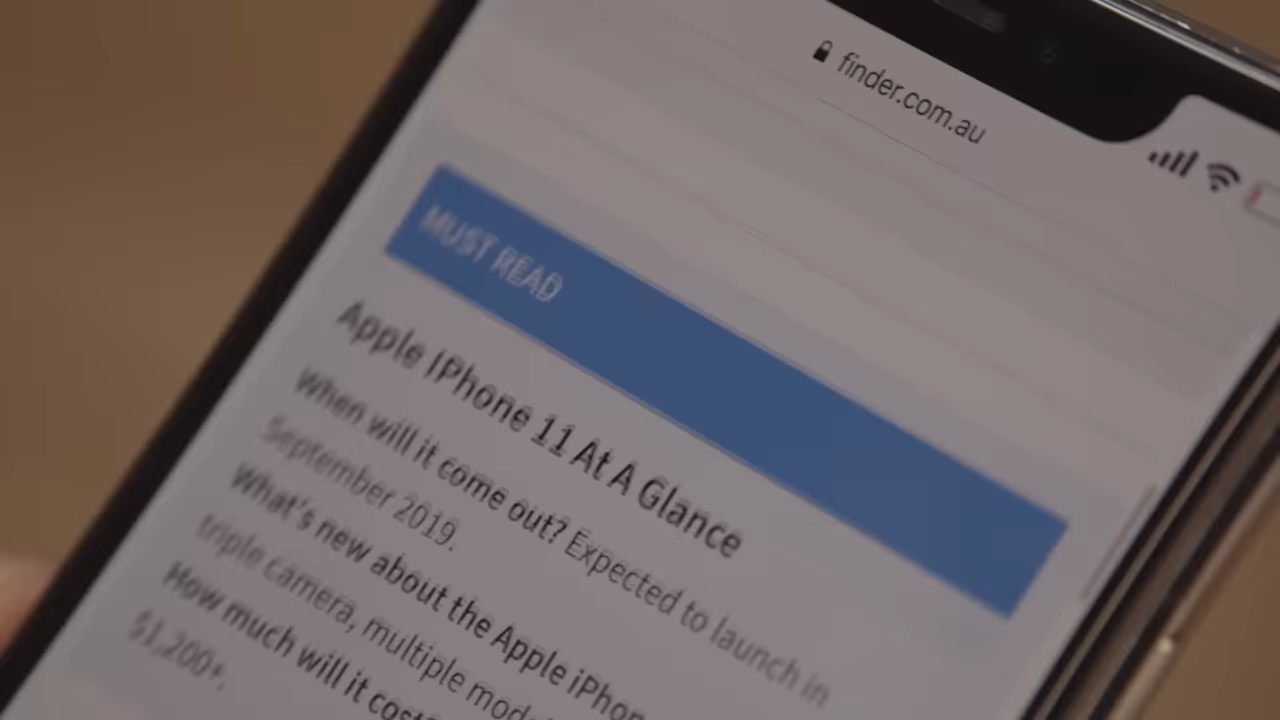 finder.com.au
MUST READ
Apple IPhone 11 At A Glance
When will it come out? Expected to launch in
September 2019.
What's new about the Apple iPhon
triple camera, multiple mod
How much will it cost?
$1,200+.